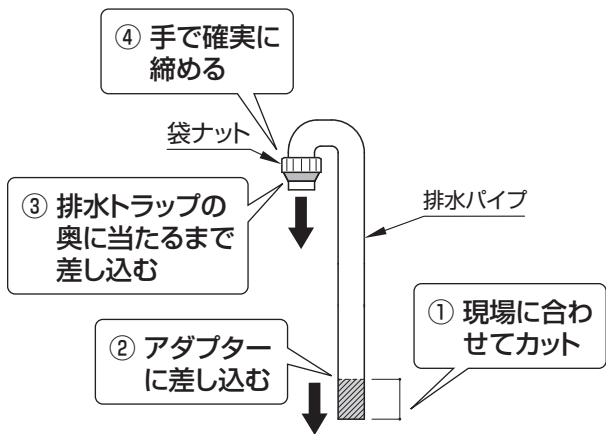 ④ 手で確実に
締める
袋ナット
③ 排水トラップの
奥に当たるまで
差し込む
排水パイプ
① 現場に合わ
せてカット
② アダプター
に差し込む